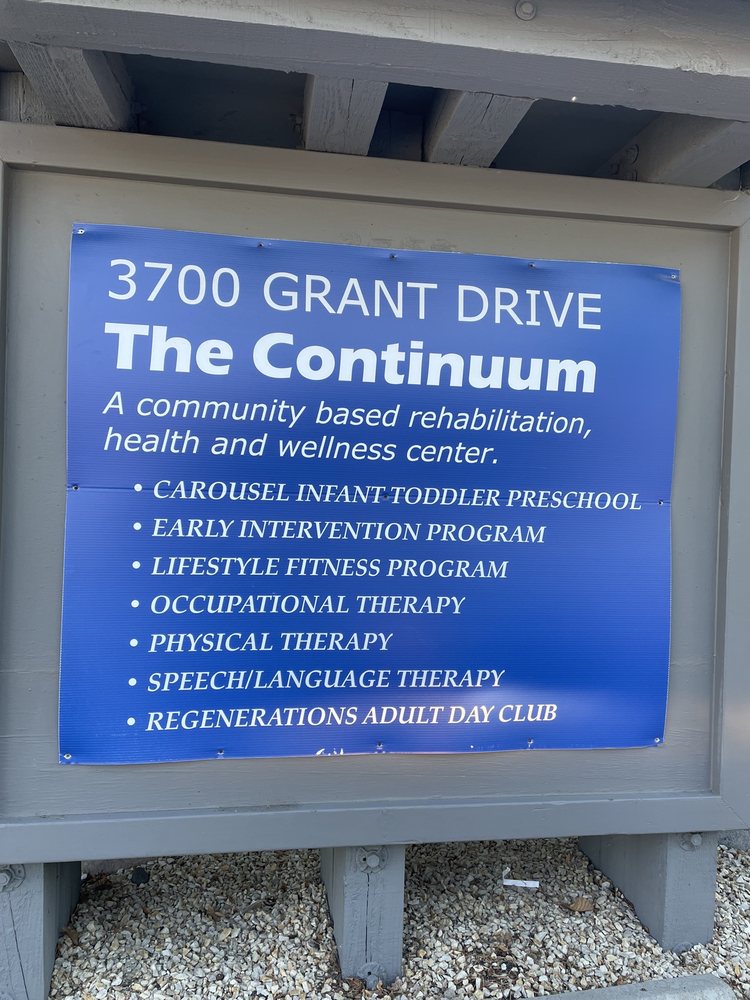 3700 GRANT DRIVE
The Continuum
A community based rehabilitation,
health and wellness center.
• CAROUSEL INFANT TODDLER PRESCHOOL
• EARLY INTERVENTION PROGRAM
• LIFESTYLE FITNESS PROGRAM
• OCCUPATIONAL THERAPY
• PHYSICAL THERAPY
• SPEECH/LANGUAGE THERAPY
• REGENERATIONS ADULT DAY CLUB